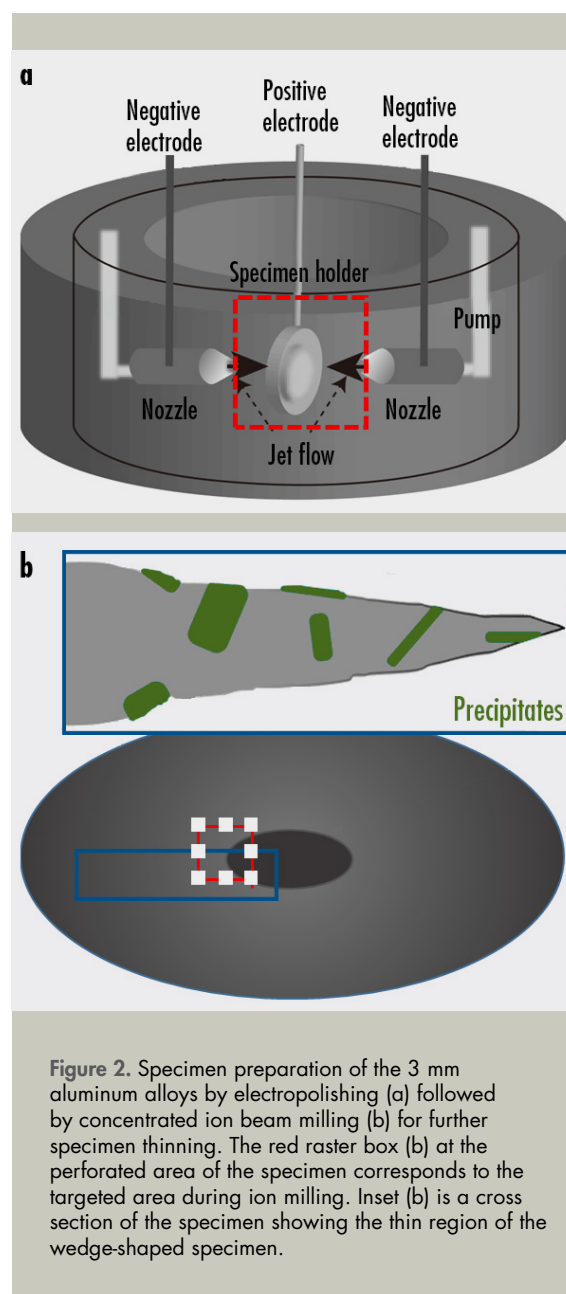 a
Negative
electrode
Positive
electrode
Negative
electrode
Specimen holder
Pump
Nozzle
Nozzle
Jet flow
b
Precipitates
Figure 2. Specimen preparation of the 3 mm
aluminum alloys by electropolishing (a) followed
by concentrated ion beam milling (b) for further
specimen thinning. The red raster box (b) at the
perforated area of the specimen corresponds to the
targeted area during ion milling. Inset (b) is a cross
section of the specimen showing the thin region of the
wedge-shaped specimen.